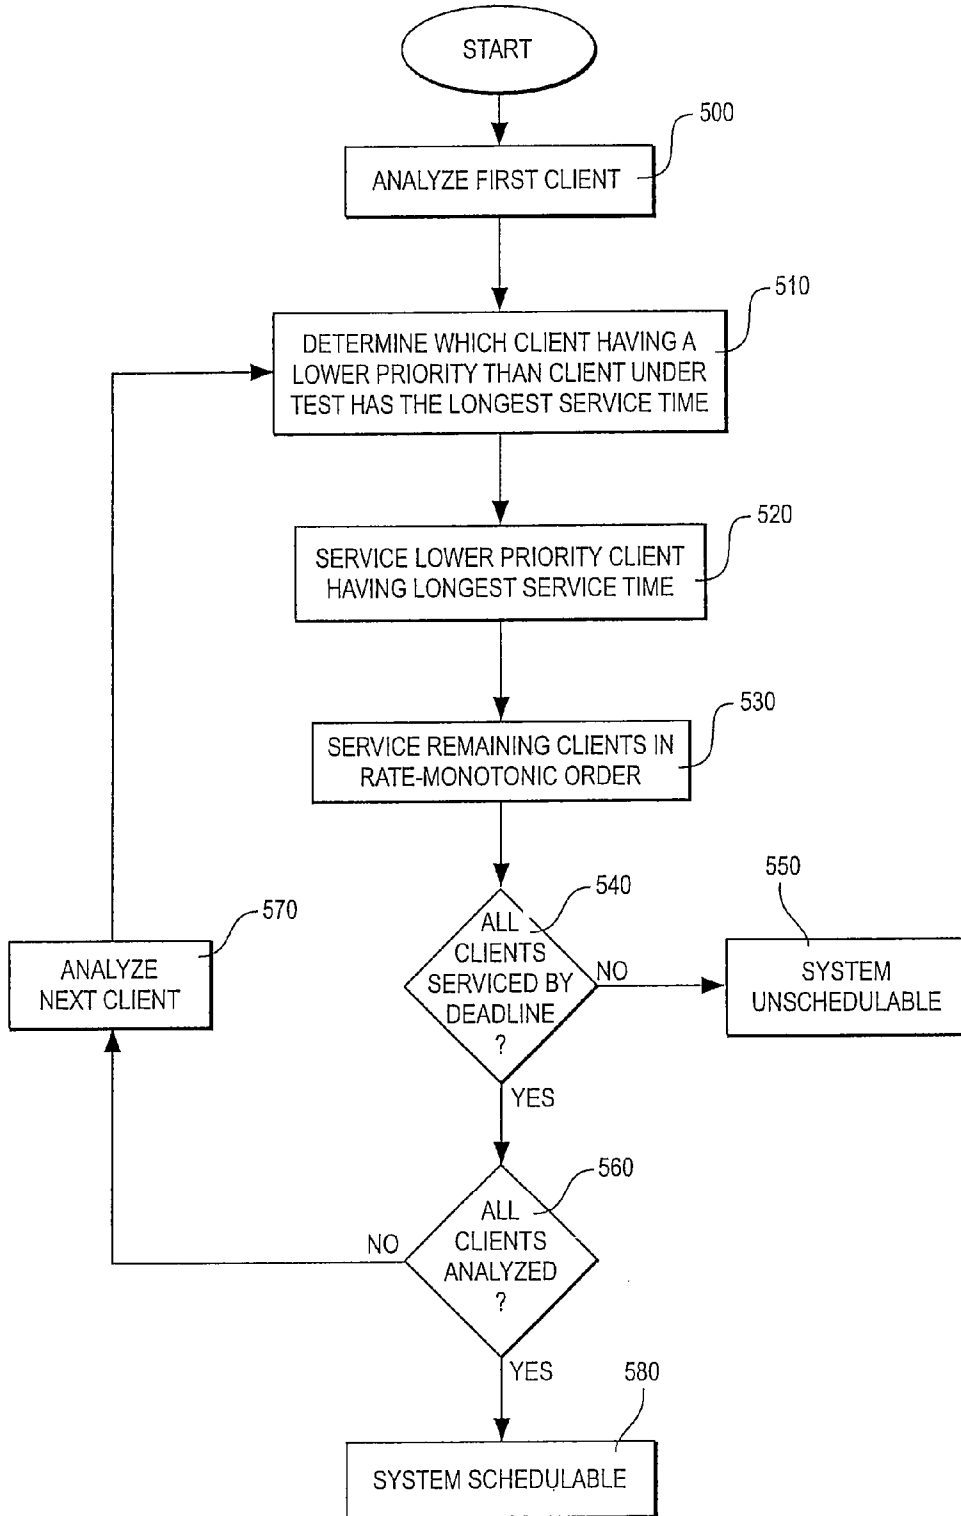 START
500
ANALYZE FIRST CLIENT
510
DETERMINE WHICH CLIENT HAVING A
LOWER PRIORITY THAN CLIENT UNDER
TEST HAS THE LONGEST SERVICE TIME
520
SERVICE LOWER PRIORITY CLIENT
HAVING LONGEST SERVICE TIME
530
SERVICE REMAINING CLIENTS IN
RATE-MONOTONIC ORDER
540
ALL
CLIENTS
SERVICED BY
DEADLINE
?
NO
550
SYSTEM
UNSCHEDULABLE
570
ANALYZE
NEXT CLIENT
YES
560
ALL
CLIENTS
ANALYZED
?
NO
YES
580
SYSTEM SCHEDULABLE